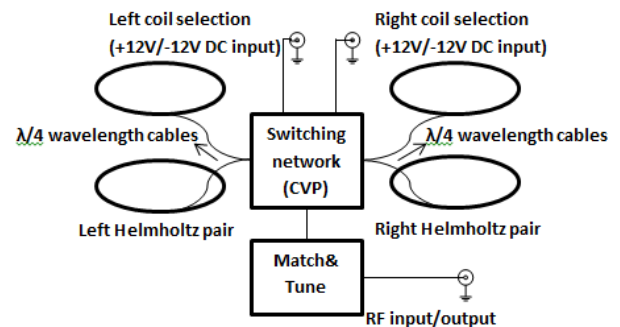 Left coil selection
(+12V/-12V DC input)
Right coil selection
(+12V/-12V DC input)
λ/4 wavelength cables
Switching
network
(CVP)
λ/4 wavelength cables
Left Helmholtz pair
Right Helmholtz pair
Match&
Tune
RF input/output